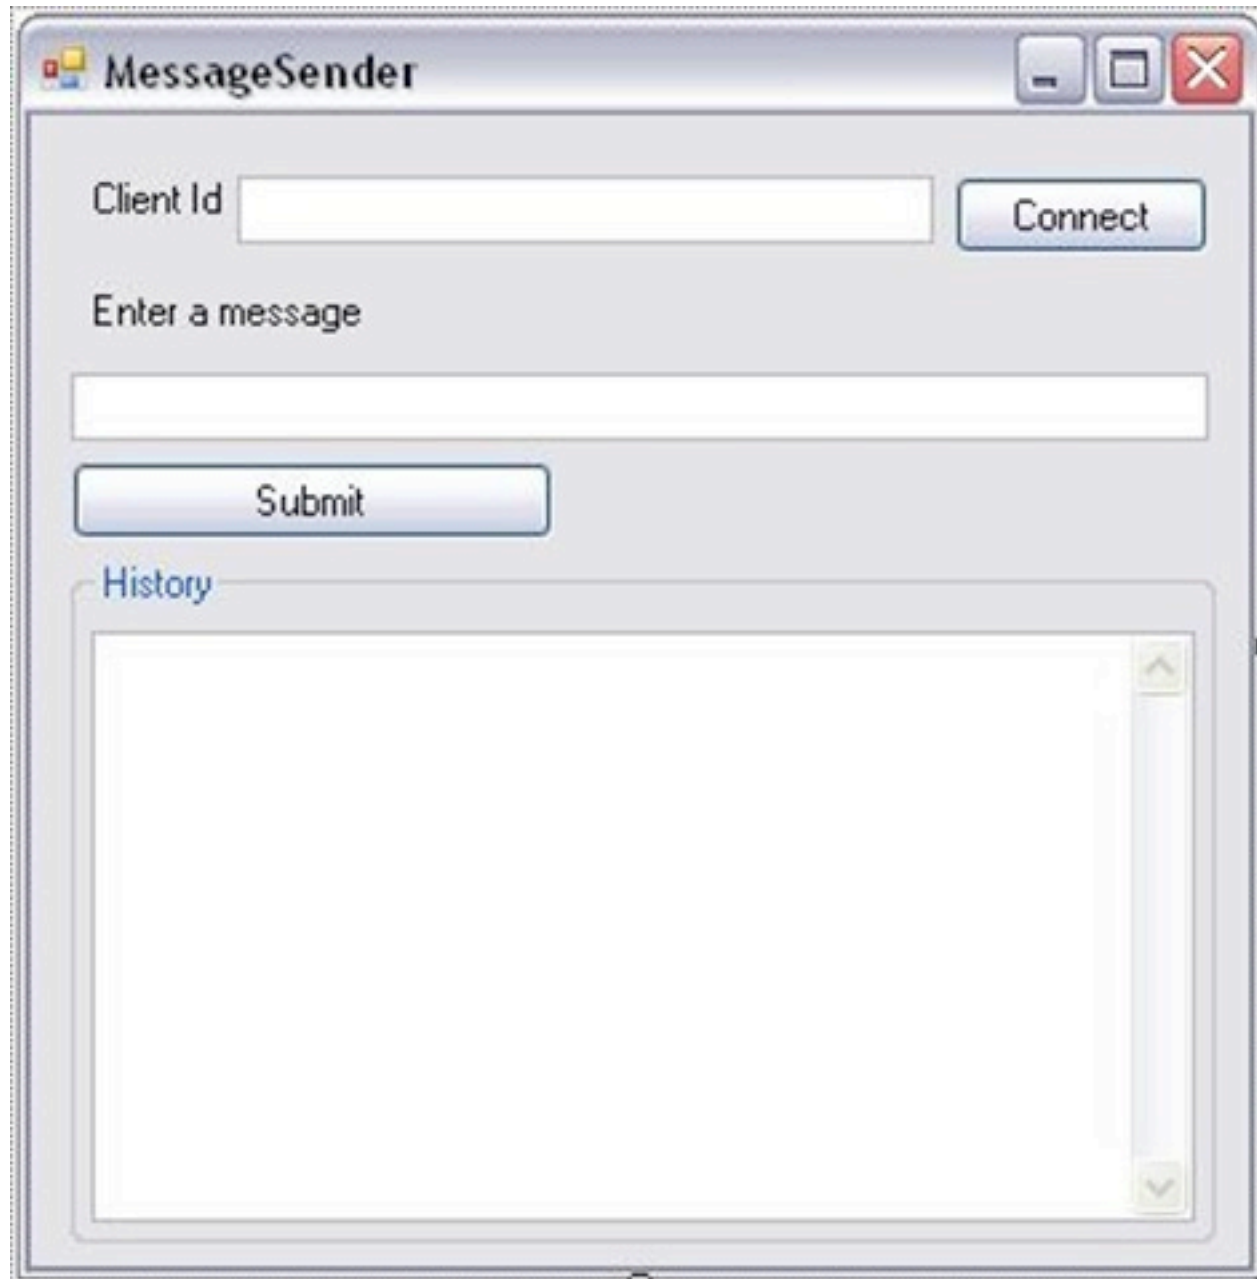 MessageSender
Client Id
Connect
Enter a message
Submit
History